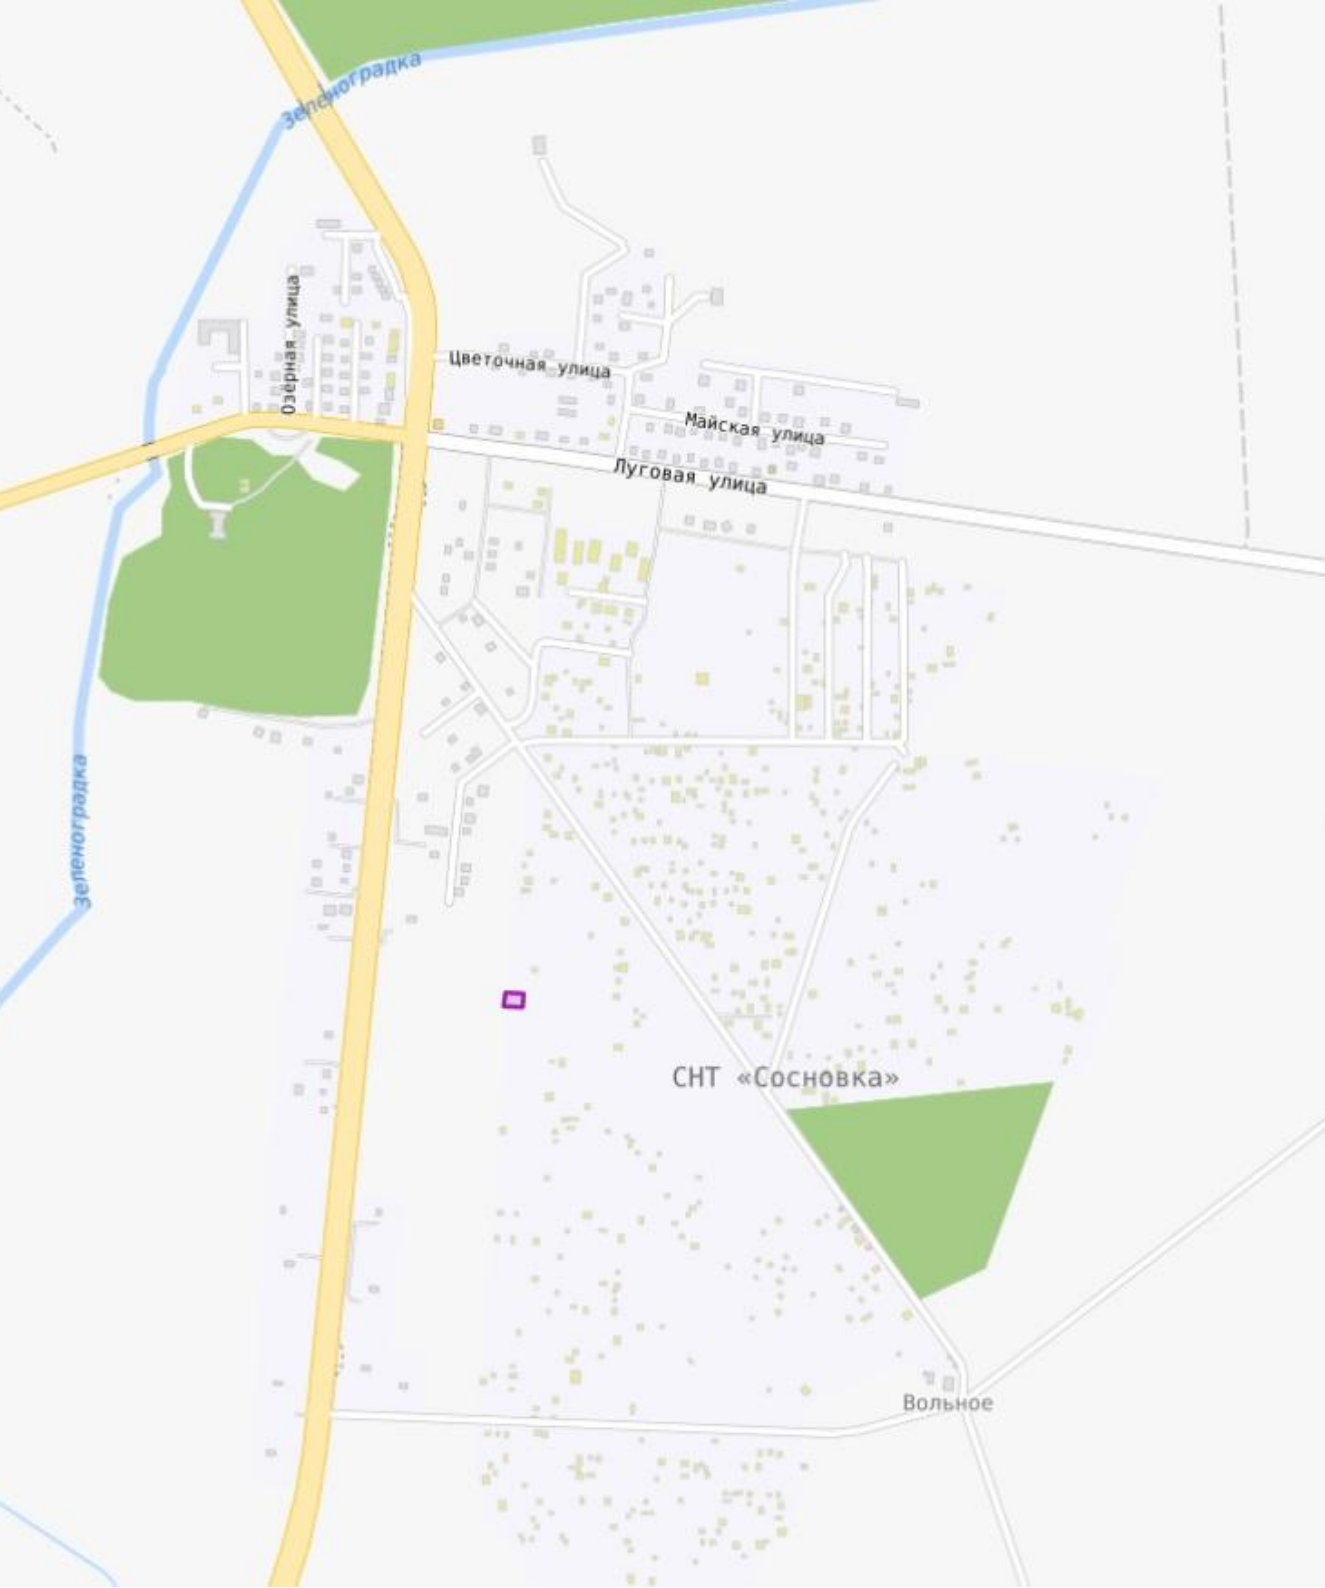 Зеленоградка
Озёрная улица
Цветочная улица
Майская улица
Луговая улица
Зеленоградка
СНТ «Сосновка»
Вольное